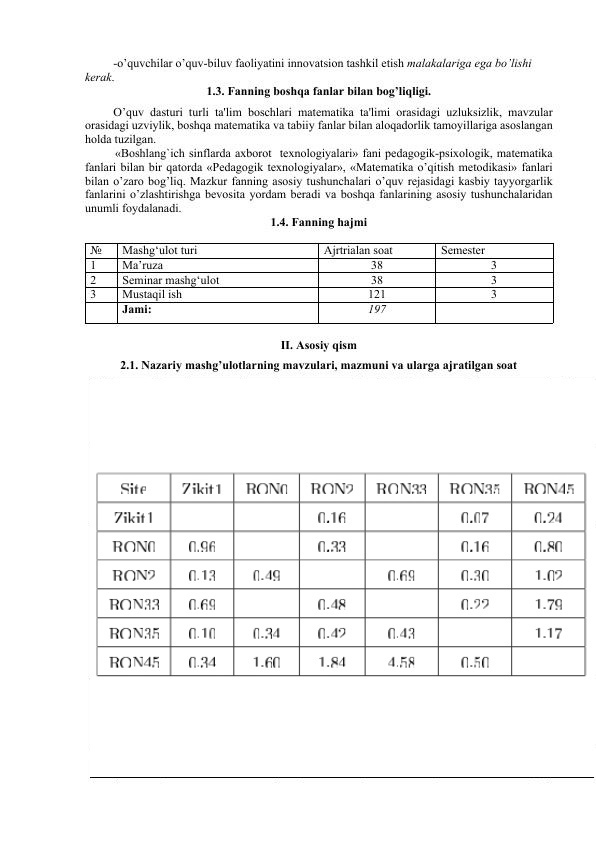 -o’quvchilar o’quv-biluv faoliyatini innovatsion tashkil etish malakalariga ega bo’lishi
kerak.
1.3. Fanning boshqa fanlar bilan bog’liqligi.
O’quv dasturi turli ta'lim boschlari matematika ta'limi orasidagi uzluksizlik, mavzular
orasidagi uzviylik, boshqa matematika va tabiiy fanlar bilan aloqadorlik tamoyillariga asoslangan
holda tuzilgan.
«Boshlang`ich sinflarda axborot texnologiyalari» fani pedagogik-psixologik, matematika
fanlari bilan bir qatorda «Pedagogik texnologiyalar», «Matematika o’qitish metodikasi» fanlari
bilan o’zaro bog’liq. Mazkur fanning asosiy tushunchalari o’quv rejasidagi kasbiy tayyorgarlik
fanlarini o’zlashtirishga bevosita yordam beradi va boshqa fanlarining asosiy tushunchalaridan
unumli foydalanadi.
1.4. Fanning hajmi
№ Mashg‘ulot turi Ajrtrialan soat Semester
1 Ma’ruza 38 3
2 Seminar mashg‘ulot 38 3
3 Mustaqil ish 121 3
Jami: 197
II. Asosiy qism
2.1. Nazariy mashg’ulotlarning mavzulari, mazmuni va ularga ajratilgan soat
Site Zikit1 RON0 RON2 RON33 RON35 RON45
Zikit1 0.16 0.07 0.24
RON0 0.96 0.33 0.16 0.80
RON2 0.13 0.49 0.69 0.30 1.02
RON33 0.69 0.48 0.22 1.79
RON35 0.10 0.34 0.42 0.43 1.17
RON45 0.34 1.60 1.84 4.58 0.50